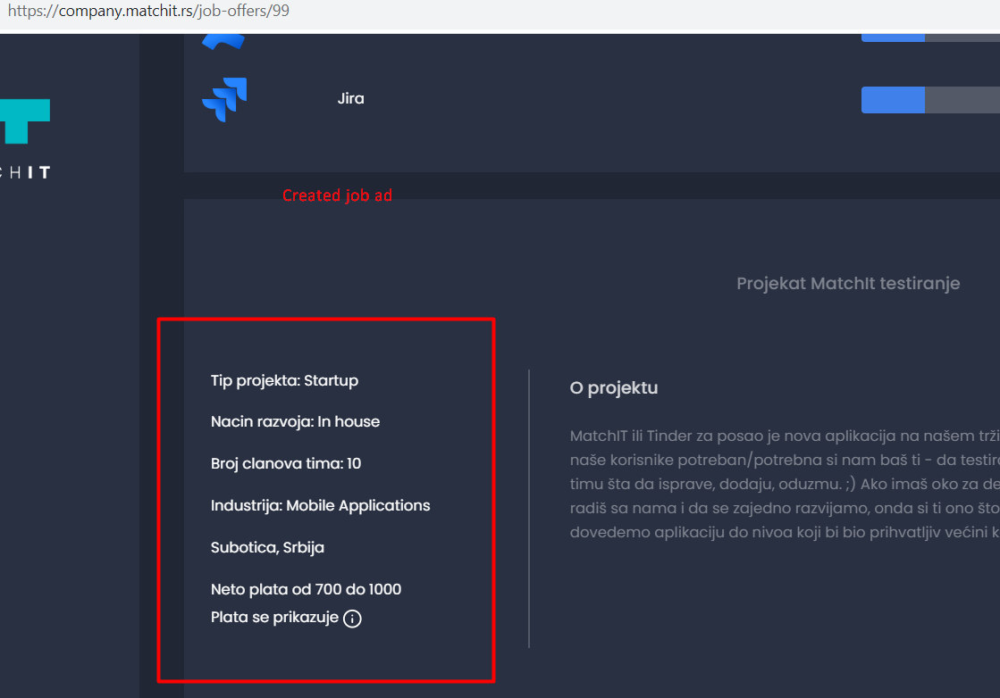 https://company.matchit.rs/job-offers/99
Jira
HIT
Created job ad
Projekat MatchIt testiranje
Tip projekta: Startup
Nacin razvoja: In house
Broj clanova tima: 10
Industrija: Mobile Applications
Subotica, Srbija
Neto plata od 700 do 1000
Plata se prikazuje
O projektu
MatchIT ili Tinder za posao je nova aplikacija na našem
naše korisnike potreban/potrebna si nam baš ti - da
timu šta da isprave, dodaju, oduzmu. ;) Ako imaš oko za
radiš sa nama i da se zajedno razvijamo, onda si ti ono što
dovedemo aplikaciju do nivoa koji bi bio prihvatljiv većini